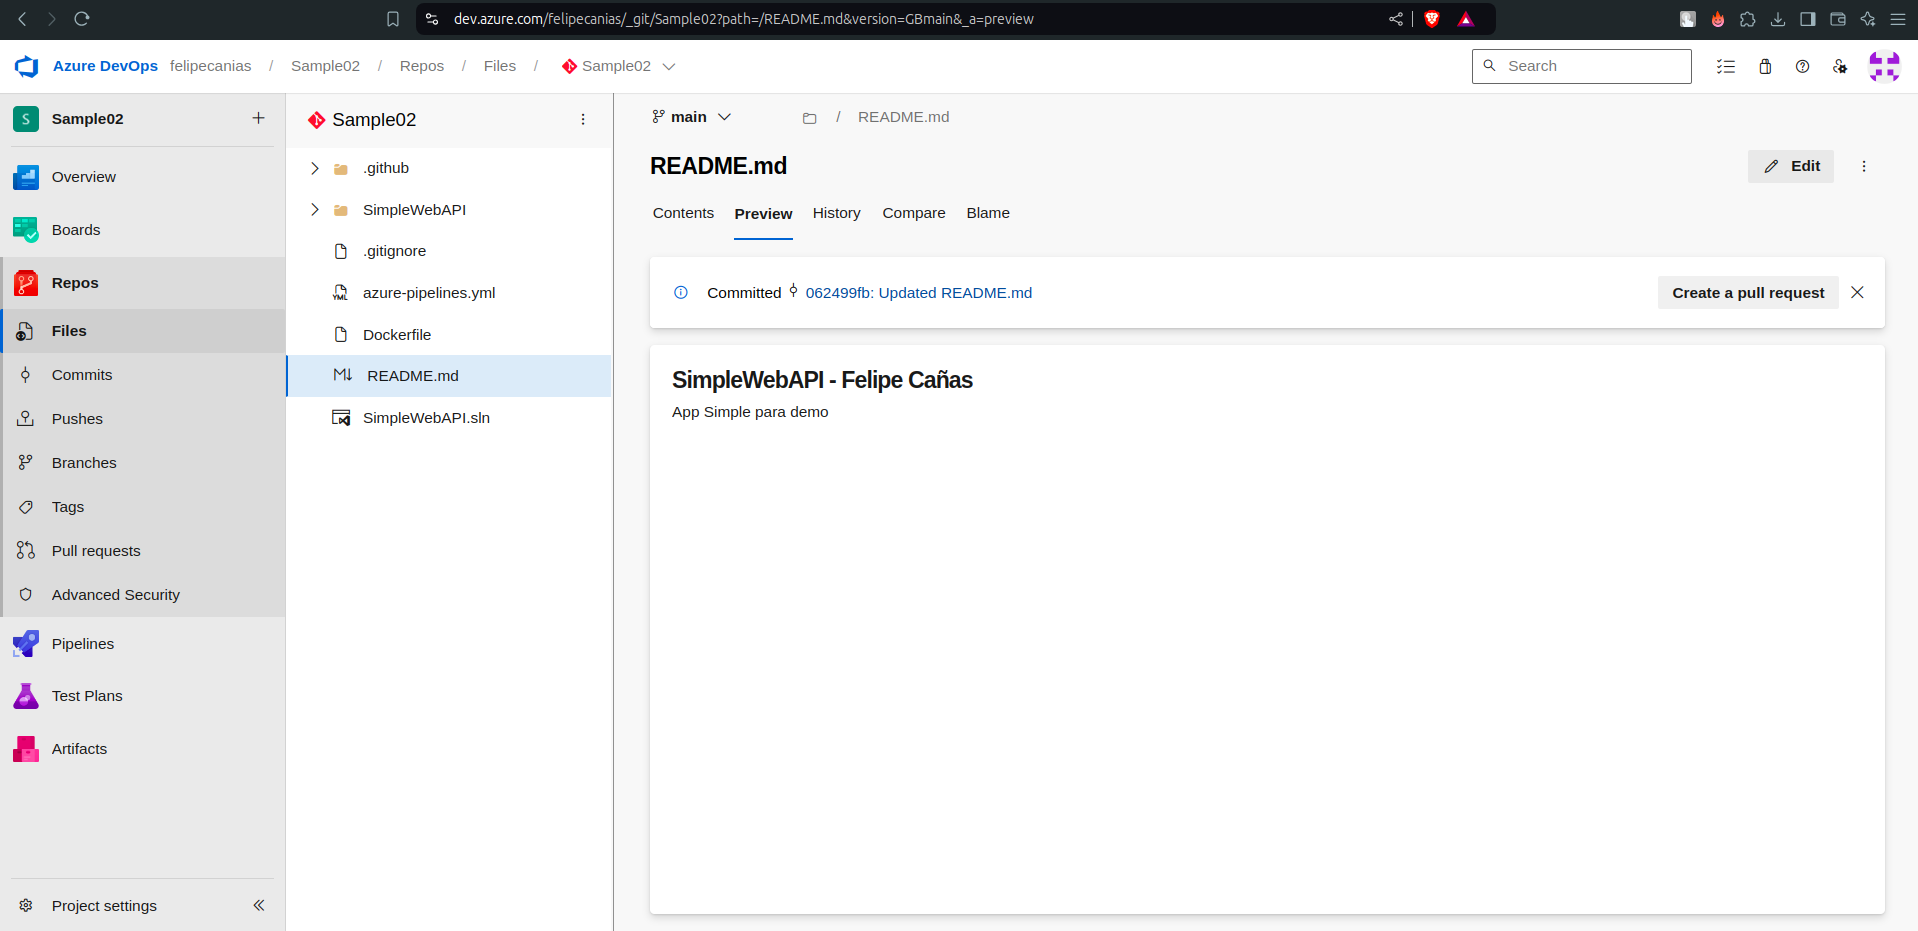 dev.azure.com/felipecanias/_git/Sample02?path=/README.md&version=GBmain&_a=preview
Azure DevOps felipecanias / Sample02 / Repos / Files / Sample02
Search
S Sample02
Overview
Boards
Repos
Files
Commits
Pushes
Branches
Tags
Pull requests
Advanced Security
Pipelines
Test Plans
Artifacts
Project settings
Sample02
.github
SimpleWebAPI
.gitignore
YML azure-pipelines.yml
Dockerfile
M↓ README.md
SimpleWebAPI.sln
main / README.md
README.md
Edit
Contents Preview History Compare Blame
Committed 062499fb: Updated README.md
Create a pull request
SimpleWebAPI - Felipe Cañas
App Simple para demo